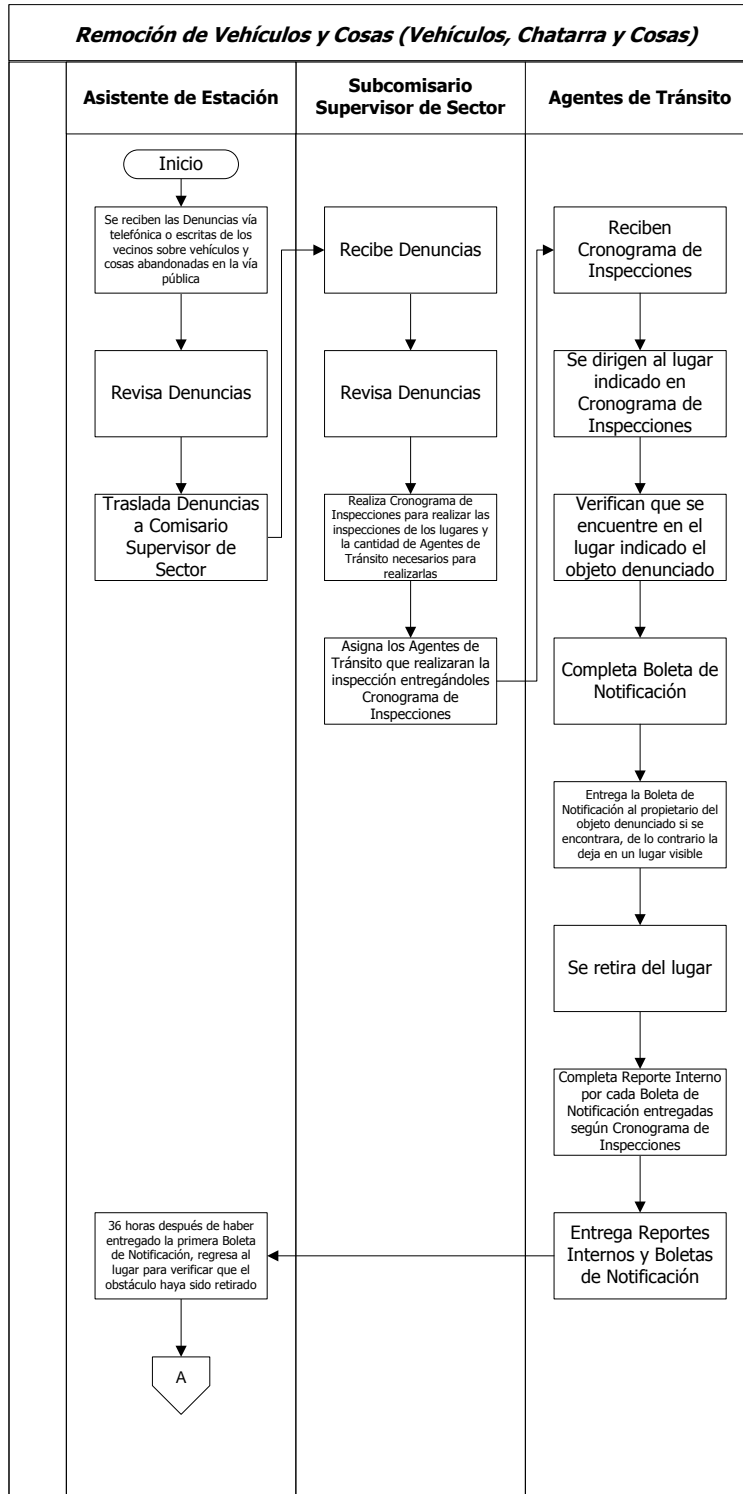 Remoción de Vehículos y Cosas (Vehículos, Chatarra y Cosas)
Asistente de Estación
Subcomisario
Supervisor de Sector
Agentes de Tránsito
Inicio
Se reciben las Denuncias vía
telefónica o escritas de los
vecinos sobre vehículos y
cosas abandonadas en la vía
pública
Revisa Denuncias
Traslada Denuncias
a Comisario
Supervisor de
Sector
Recibe Denuncias
Revisa Denuncias
Realiza Cronograma de
Inspecciones para realizar las
inspecciones de los lugares y
la cantidad de Agentes de
Tránsito necesarios para
realizarlas
Asigna los Agentes de
Tránsito que realizaran la
inspección entregándoles
Cronograma de
Inspecciones
Reciben
Cronograma de
Inspecciones
Se dirigen al lugar
indicado en
Cronograma de
Inspecciones
Verifican que se
encuentre en el
lugar indicado el
objeto denunciado
Completa Boleta de
Notificación
Entrega la Boleta de
Notificación al propietario del
objeto denunciado si se
encontrara, de lo contrario la
deja en un lugar visible
Se retira del lugar
Completa Reporte Interno
por cada Boleta de
Notificación entregadas
según Cronograma de
Inspecciones
Entrega Reportes
Internos y Boletas
de Notificación
36 horas después de haber
entregado la primera Boleta
de Notificación, regresa al
lugar para verificar que el
obstáculo haya sido retirado
A